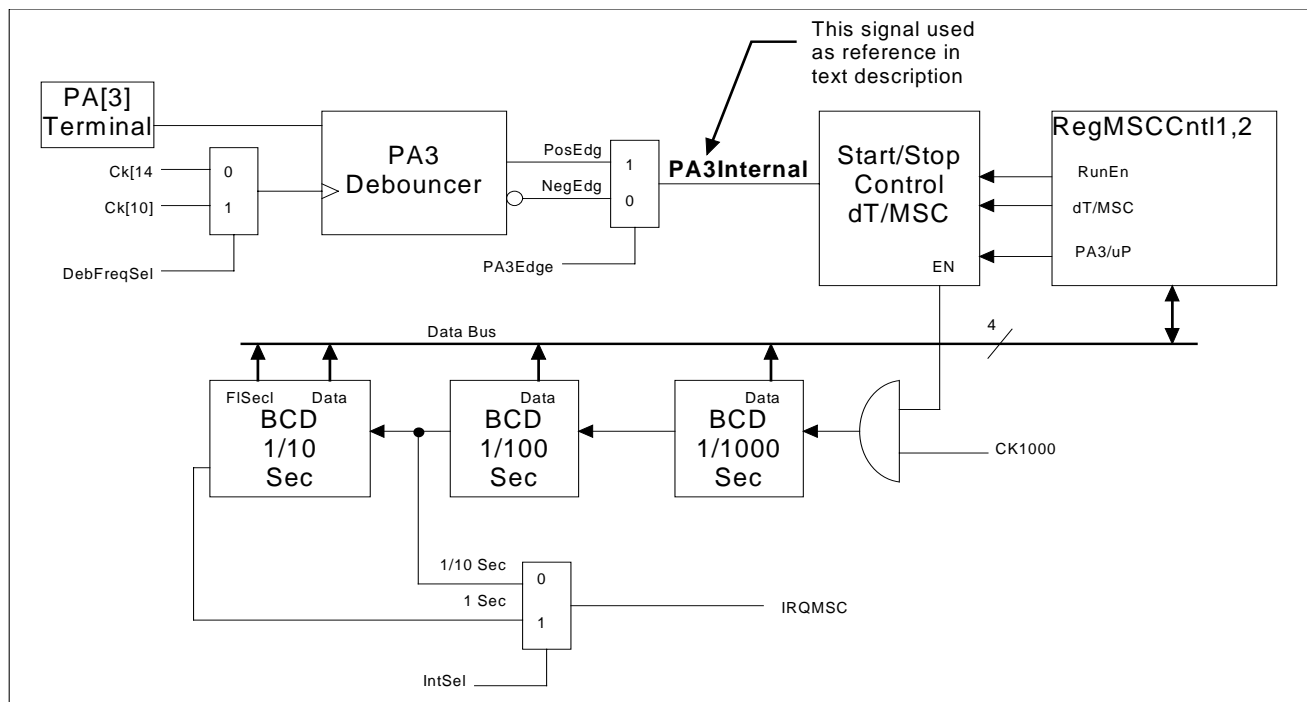 This signal used
as reference in
text description
PA[3]
Terminal
Ck[14
Ck[10]
0
1
DebFreqSel
PA3
Debouncer
PosEdg
NegEdg
1
0
PA3Edge
PA3Internal
Start/Stop
Control
dT/MSC
EN
RegMSCCntl1,2
RunEn
dT/MSC
PA3/uP
Data Bus
4
FlSecl
Data
BCD
1/10
Sec
Data
BCD
1/100
Sec
Data
BCD
1/1000
Sec
CK1000
1/10 Sec
1 Sec
0
1
IRQMSC
IntSel